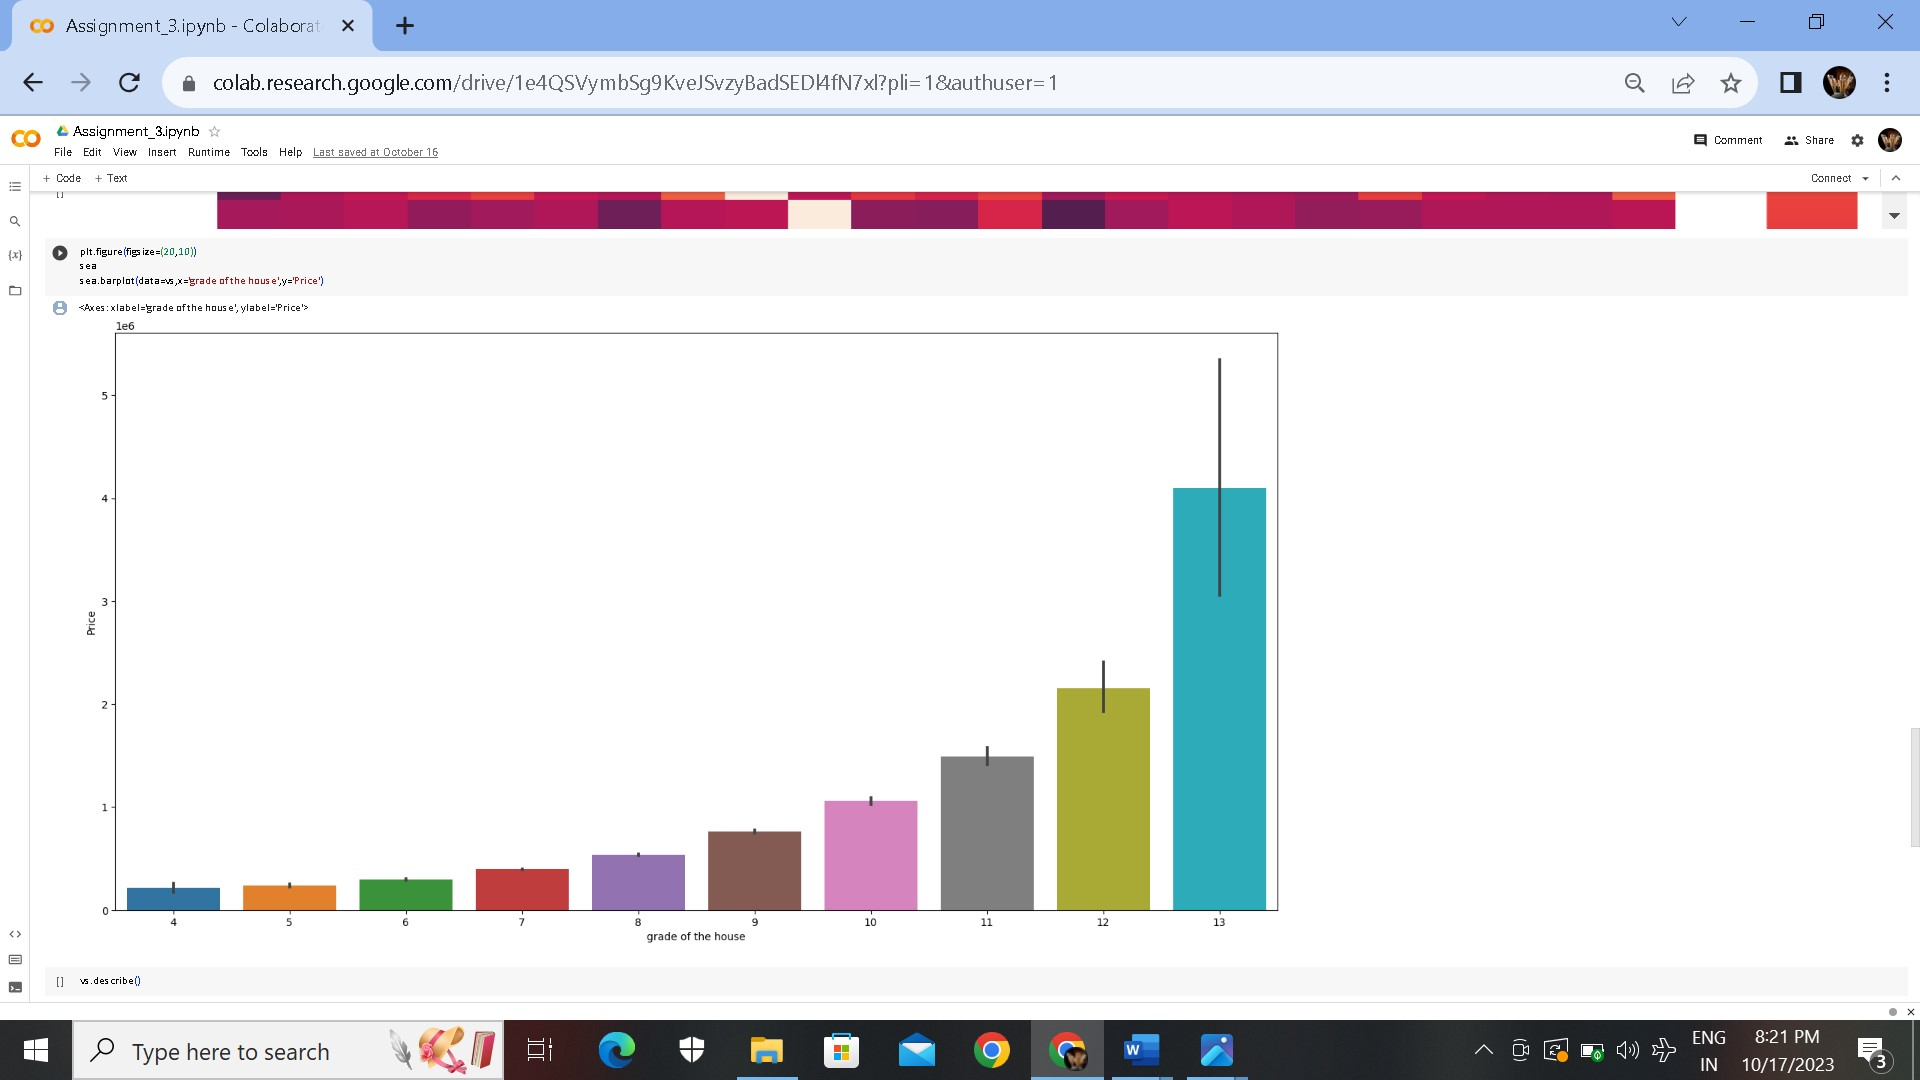 Assignment_3.ipynb - Colaborat
colab.research.google.com/drive/1e4QSVymbSg9KveJSvzyBadSEDl4fN7xl?pli=1&authuser=1
Assignment_3.ipynb
File Edit View Insert Runtime Tools Help Last saved at October 16
Comment Share
+ Code + Text
Connect
[ ]
plt.figure(figsize=(20,10))
sea
sea.barplot(data=vs,x='grade of the house',y='Price')
<Axes: xlabel='grade of the house', ylabel='Price'>
1e6
5
4
3
2
1
0
Price
4 5 6 7 8 9 10 11 12 13
grade of the house
[ ] vs.describe()
Type here to search
ENG
IN
8:21 PM
10/17/2023
3